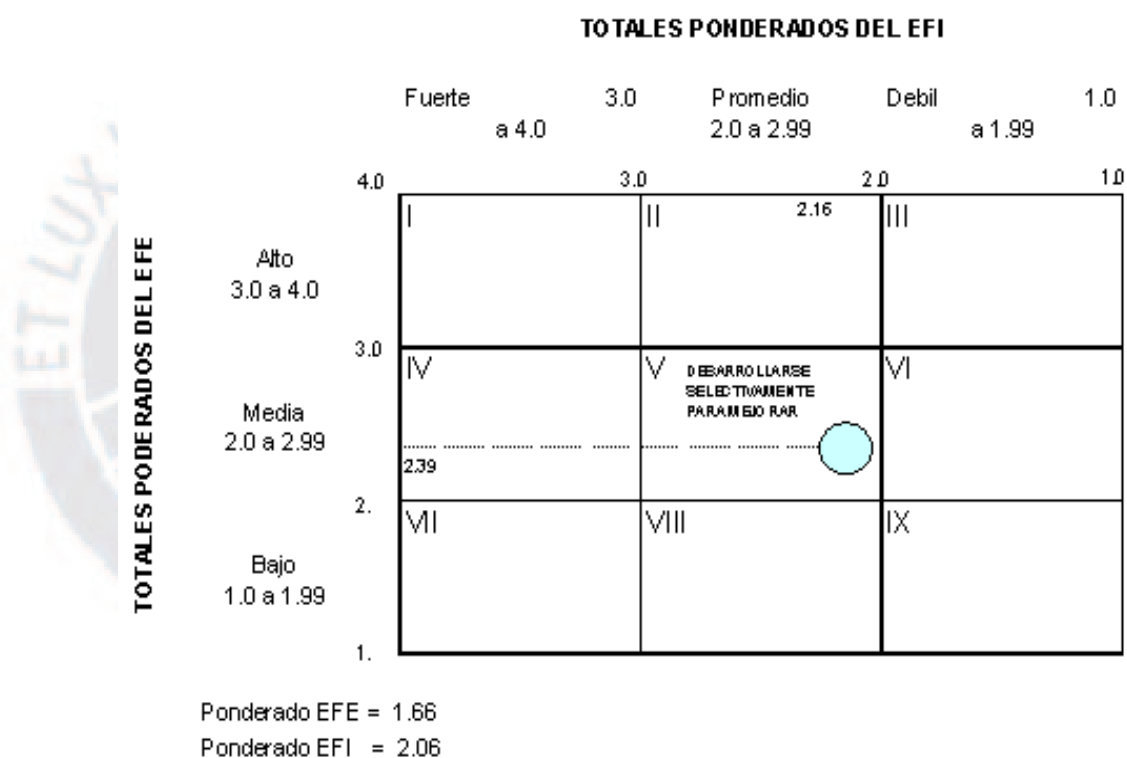 TOTALES PONDERADOS DEL EFI
Fuerte 3.0 Promedio Debil 1.0
a 4.0 2.0 a 2.99 a 1.99
4.0 3.0 2.0 1.0
I II 2.16 III
Alto
3.0 a 4.0
TOTALES PODERADOS DEL EFE
3.0
IV V DEBARROLLARSE VI
SELECTIVAMENTE
PARA MEJORAR
Media
2.0 a 2.99
2.39
2.
VII VIII IX
Bajo
1.0 a 1.99
1.
Ponderado EFE = 1.66
Ponderado EFI = 2.06
ET LUX